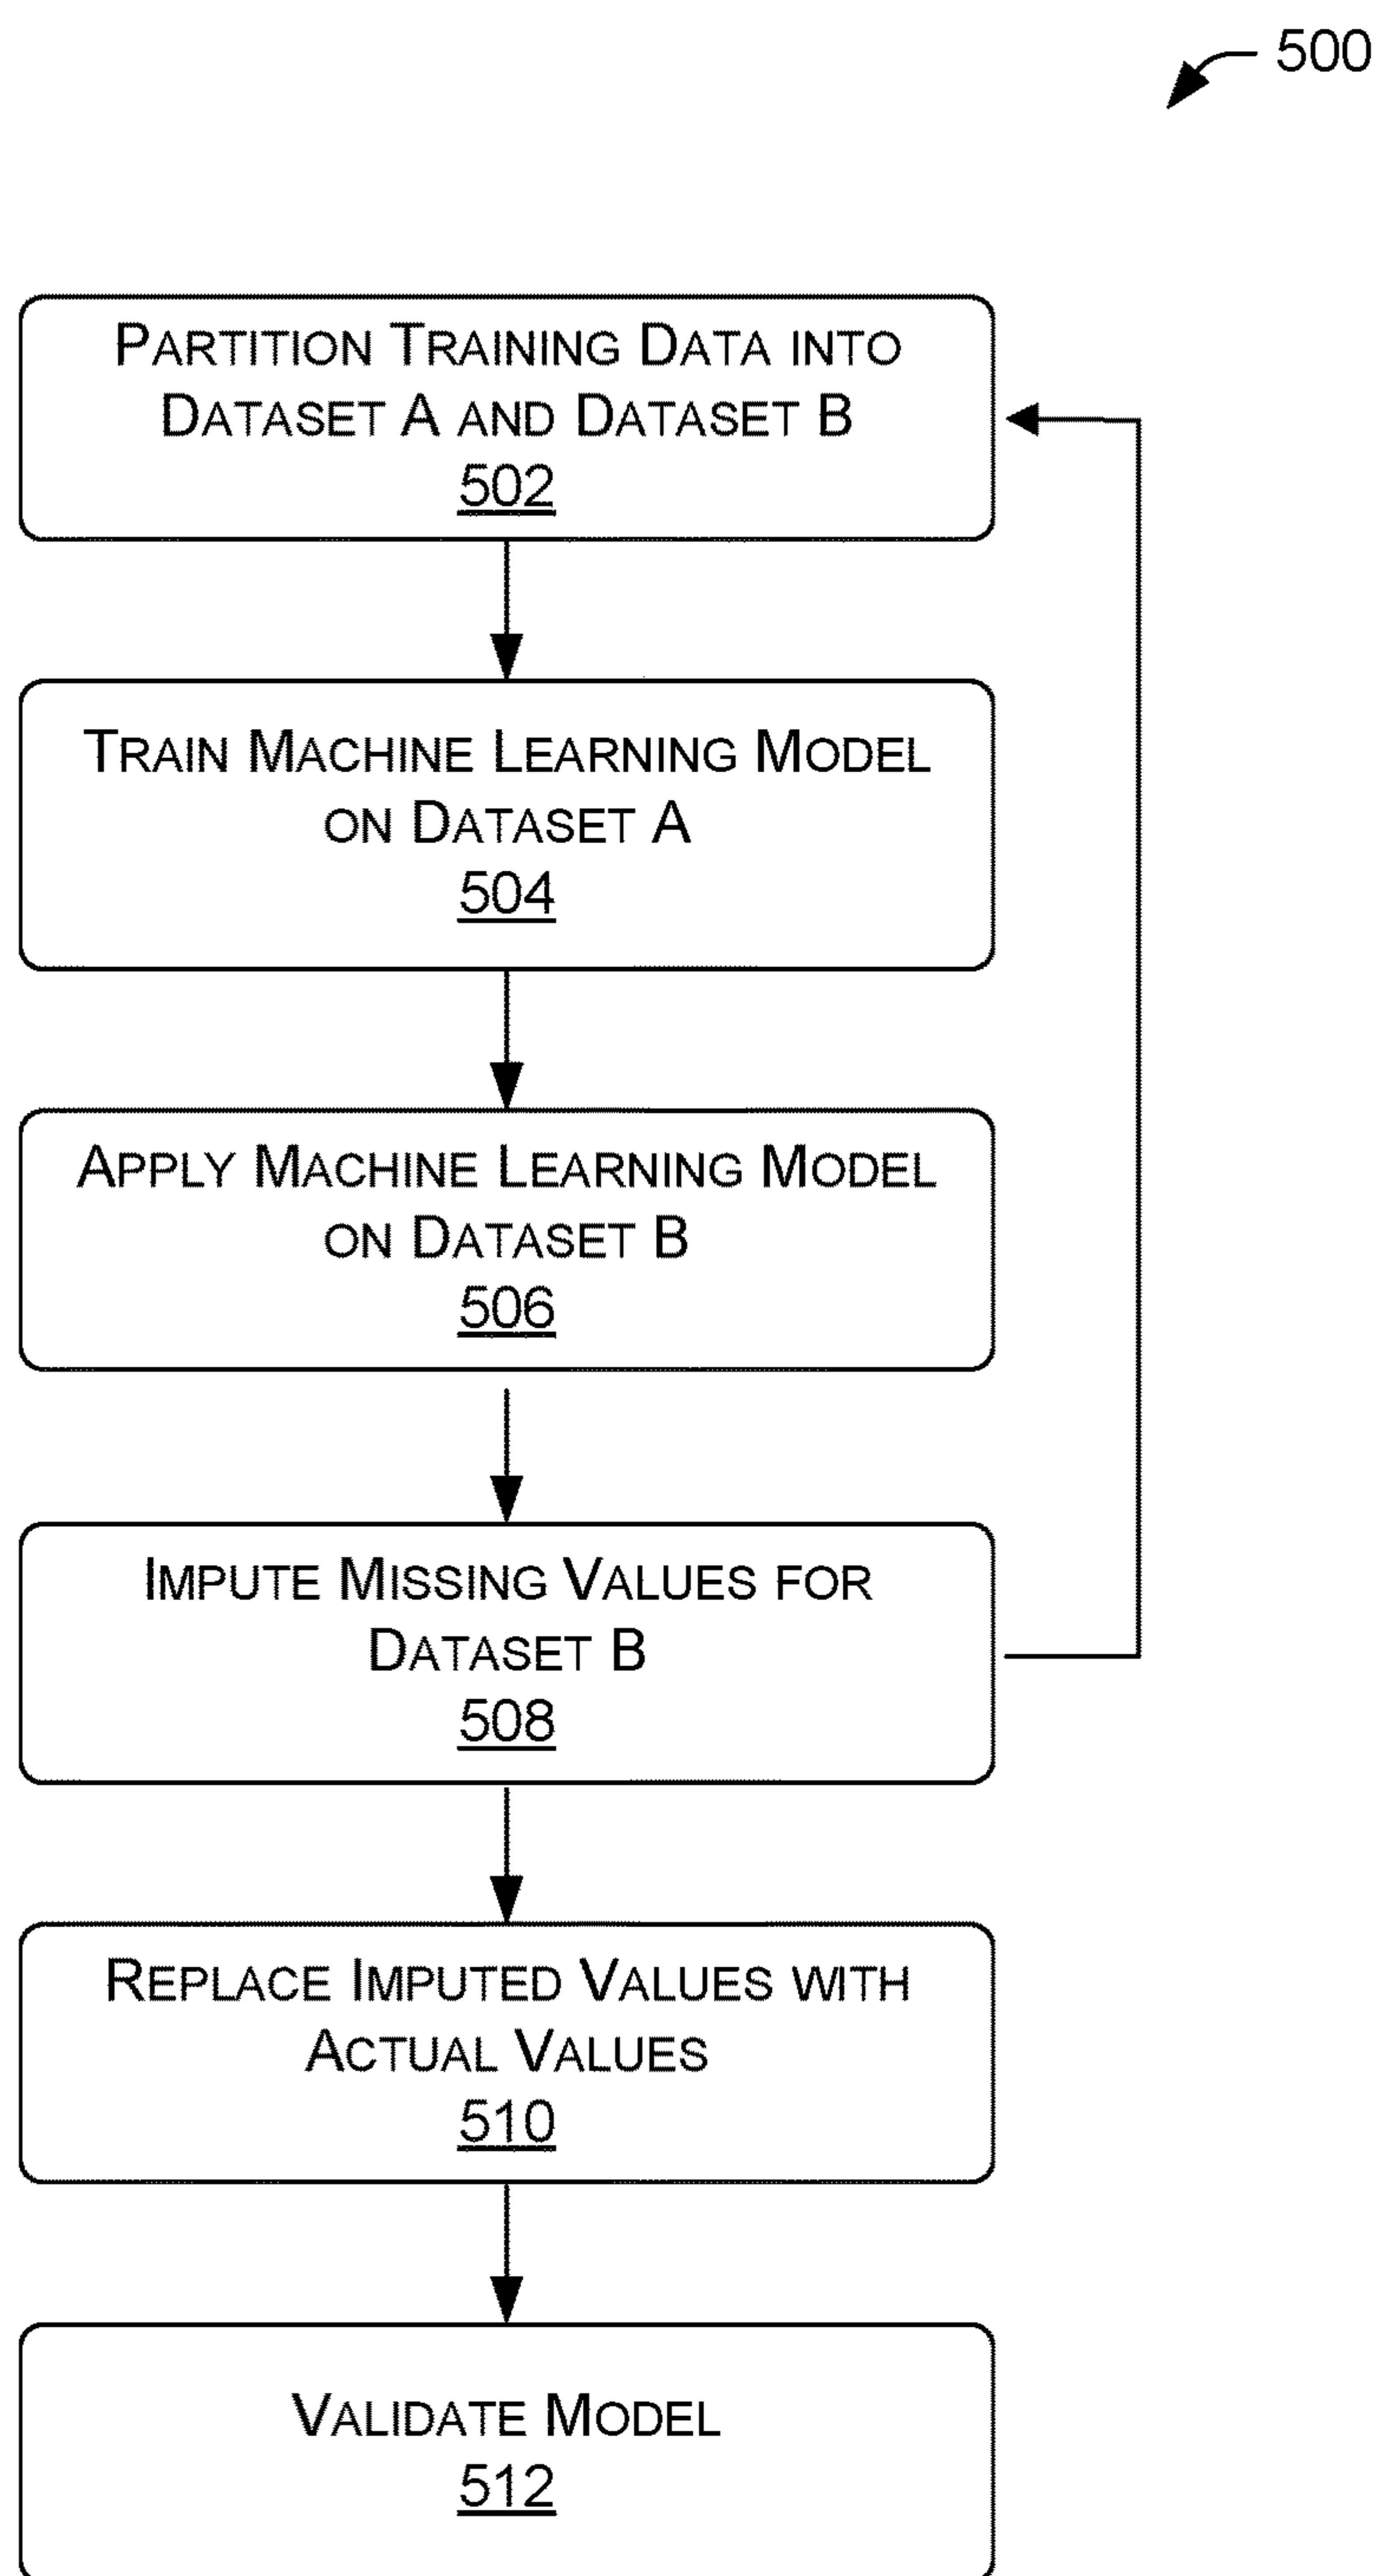 500
PARTITION TRAINING DATA INTO
DATASET A AND DATASET B
502
TRAIN MACHINE LEARNING MODEL
ON DATASET A
504
APPLY MACHINE LEARNING MODEL
ON DATASET B
506
IMPUTE MISSING VALUES FOR
DATASET B
508
REPLACE IMPUTED VALUES WITH
ACTUAL VALUES
510
VALIDATE MODEL
512